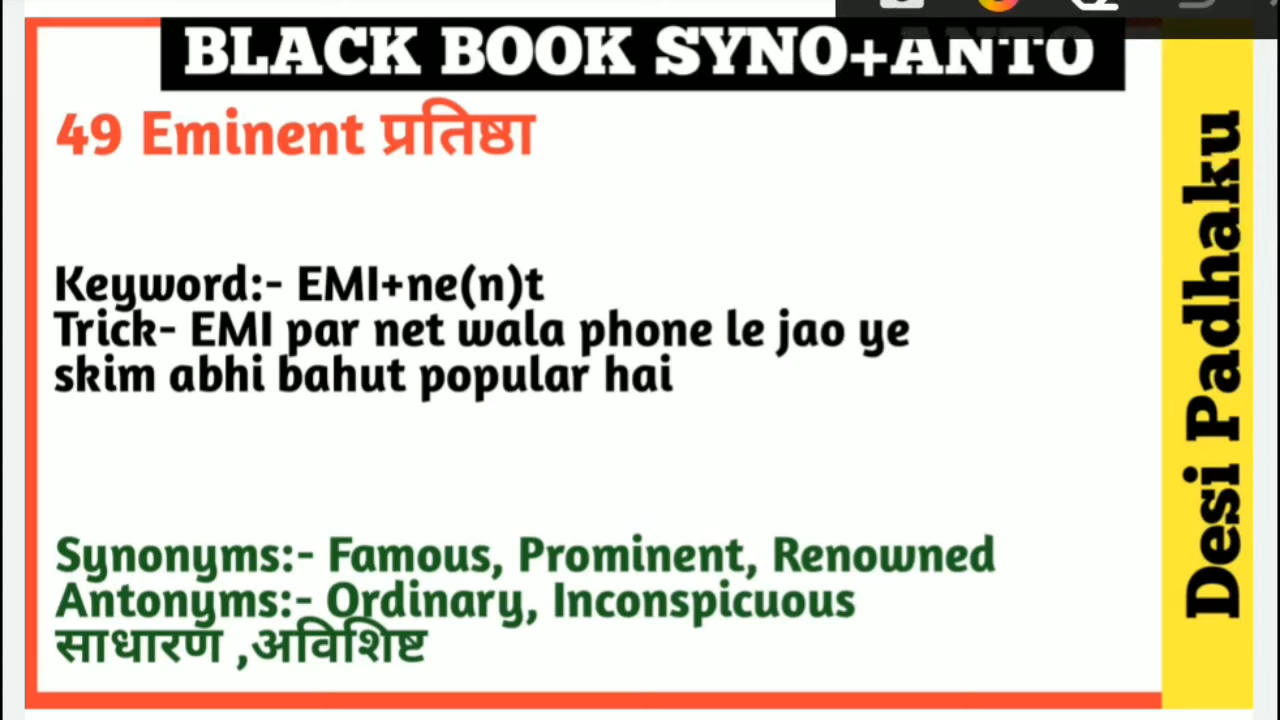 BLACK BOOK SYNO+ANTO
49 Eminent प्रतिष्ठा
Keyword:- EMI+ne(n)t
Trick- EMI par net wala phone le jao ye
skim abhi bahut popular hai
Synonyms:- Famous, Prominent, Renowned
Antonyms:- Ordinary, Inconspicuous
साधारण ,अविशिष्ट
Desi Padhaku